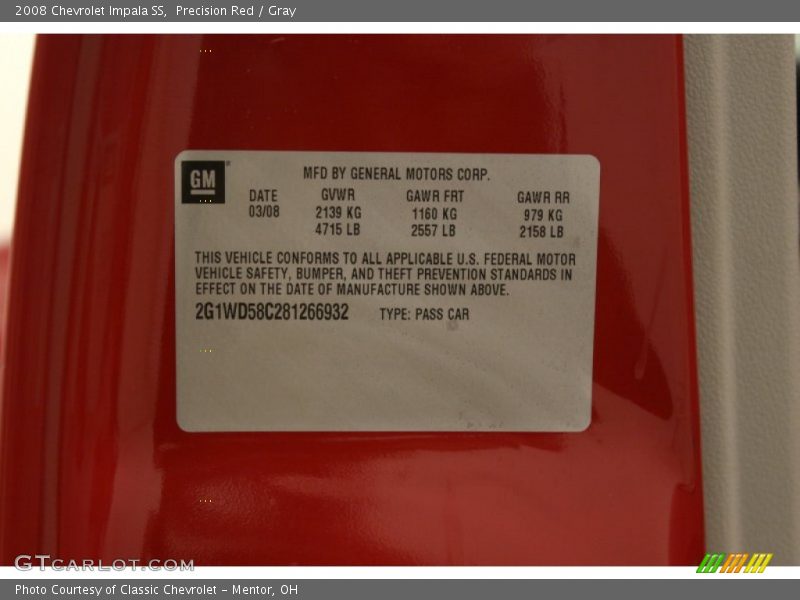 2008 Chevrolet Impala SS,  Precision Red / Gray
GM
MFD BY GENERAL MOTORS CORP.
DATE GVWR GAWR FRT GAWR RR
03/08 2139 KG 1160 KG 979 KG
4715 LB 2557 LB 2158 LB
THIS VEHICLE CONFORMS TO ALL APPLICABLE U.S. FEDERAL MOTOR
VEHICLE SAFETY, BUMPER, AND THEFT PREVENTION STANDARDS IN
EFFECT ON THE DATE OF MANUFACTURE SHOWN ABOVE.
2G1WD58C281266932 TYPE: PASS CAR
GTcarlot.com
Photo Courtesy of Classic Chevrolet - Mentor, OH